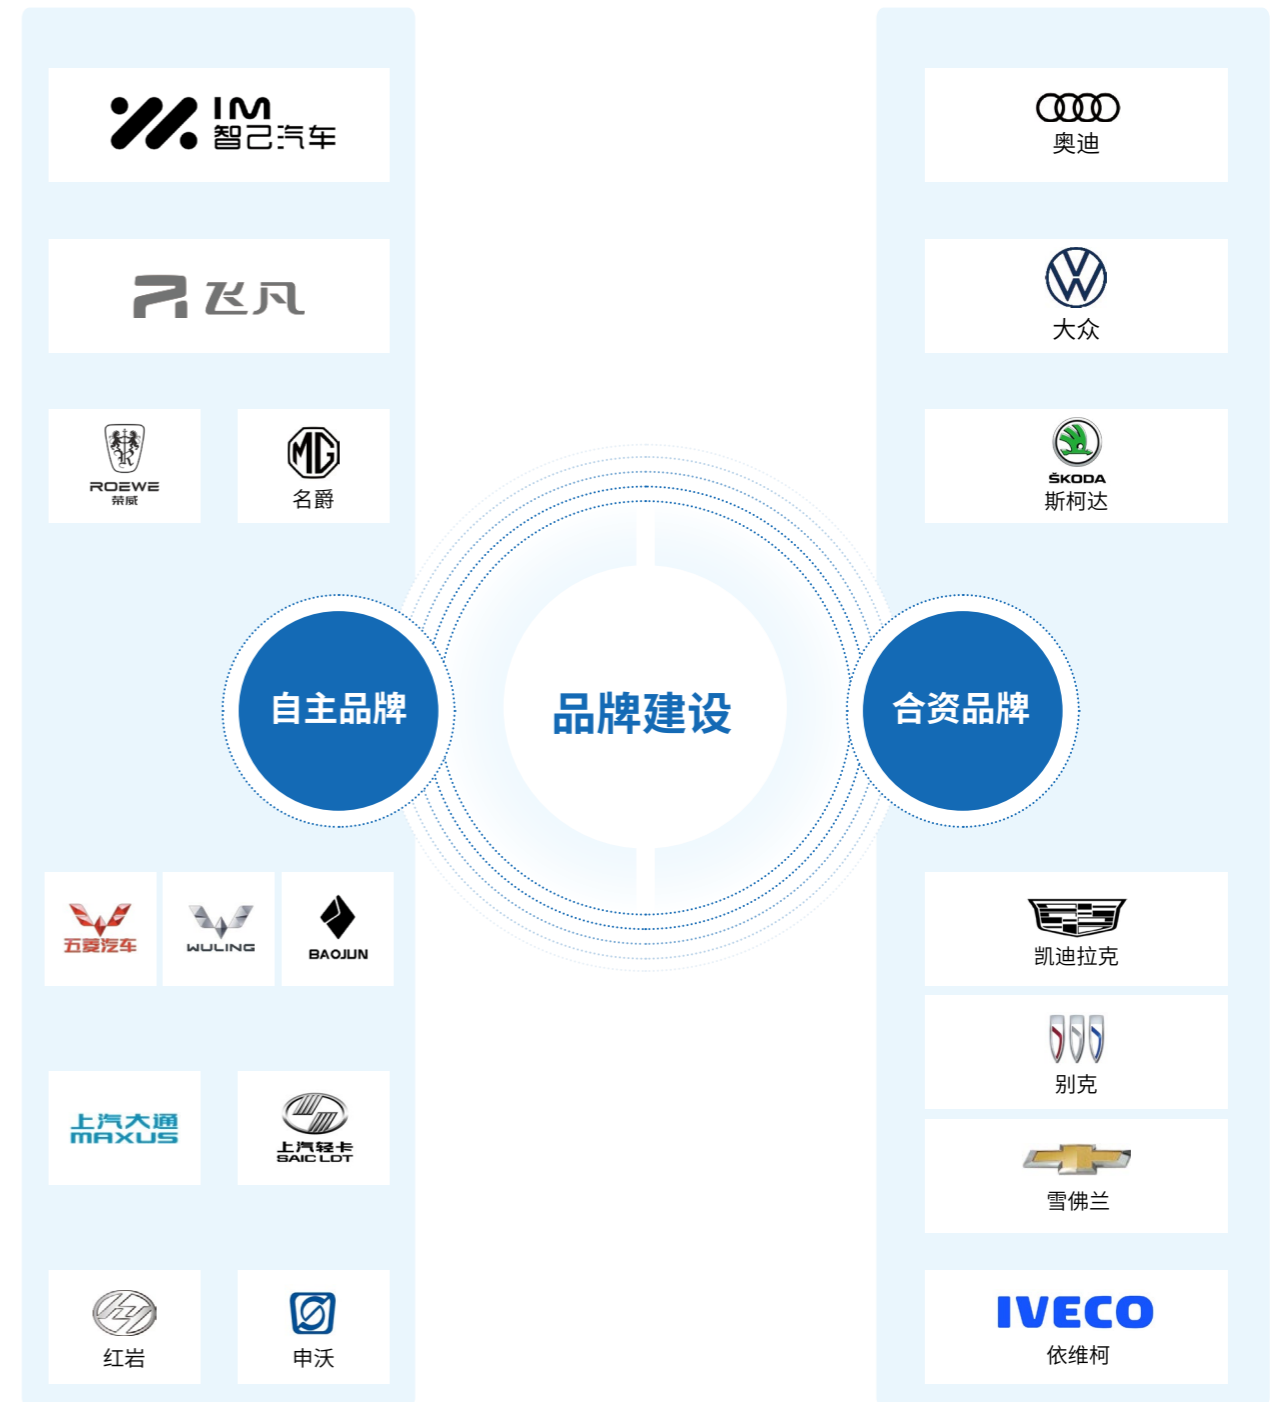 IM
智己汽车
飞凡
ROEWE
荣威
MG
名爵
自主品牌
五菱汽车
WULING
BAOJUN
上汽大通
MAXUS
上汽轻卡
SAIC LDT
红岩
申沃
品牌建设
合资品牌
奥迪
大众
ŠKODA
斯柯达
凯迪拉克
别克
雪佛兰
IVECO
依维柯